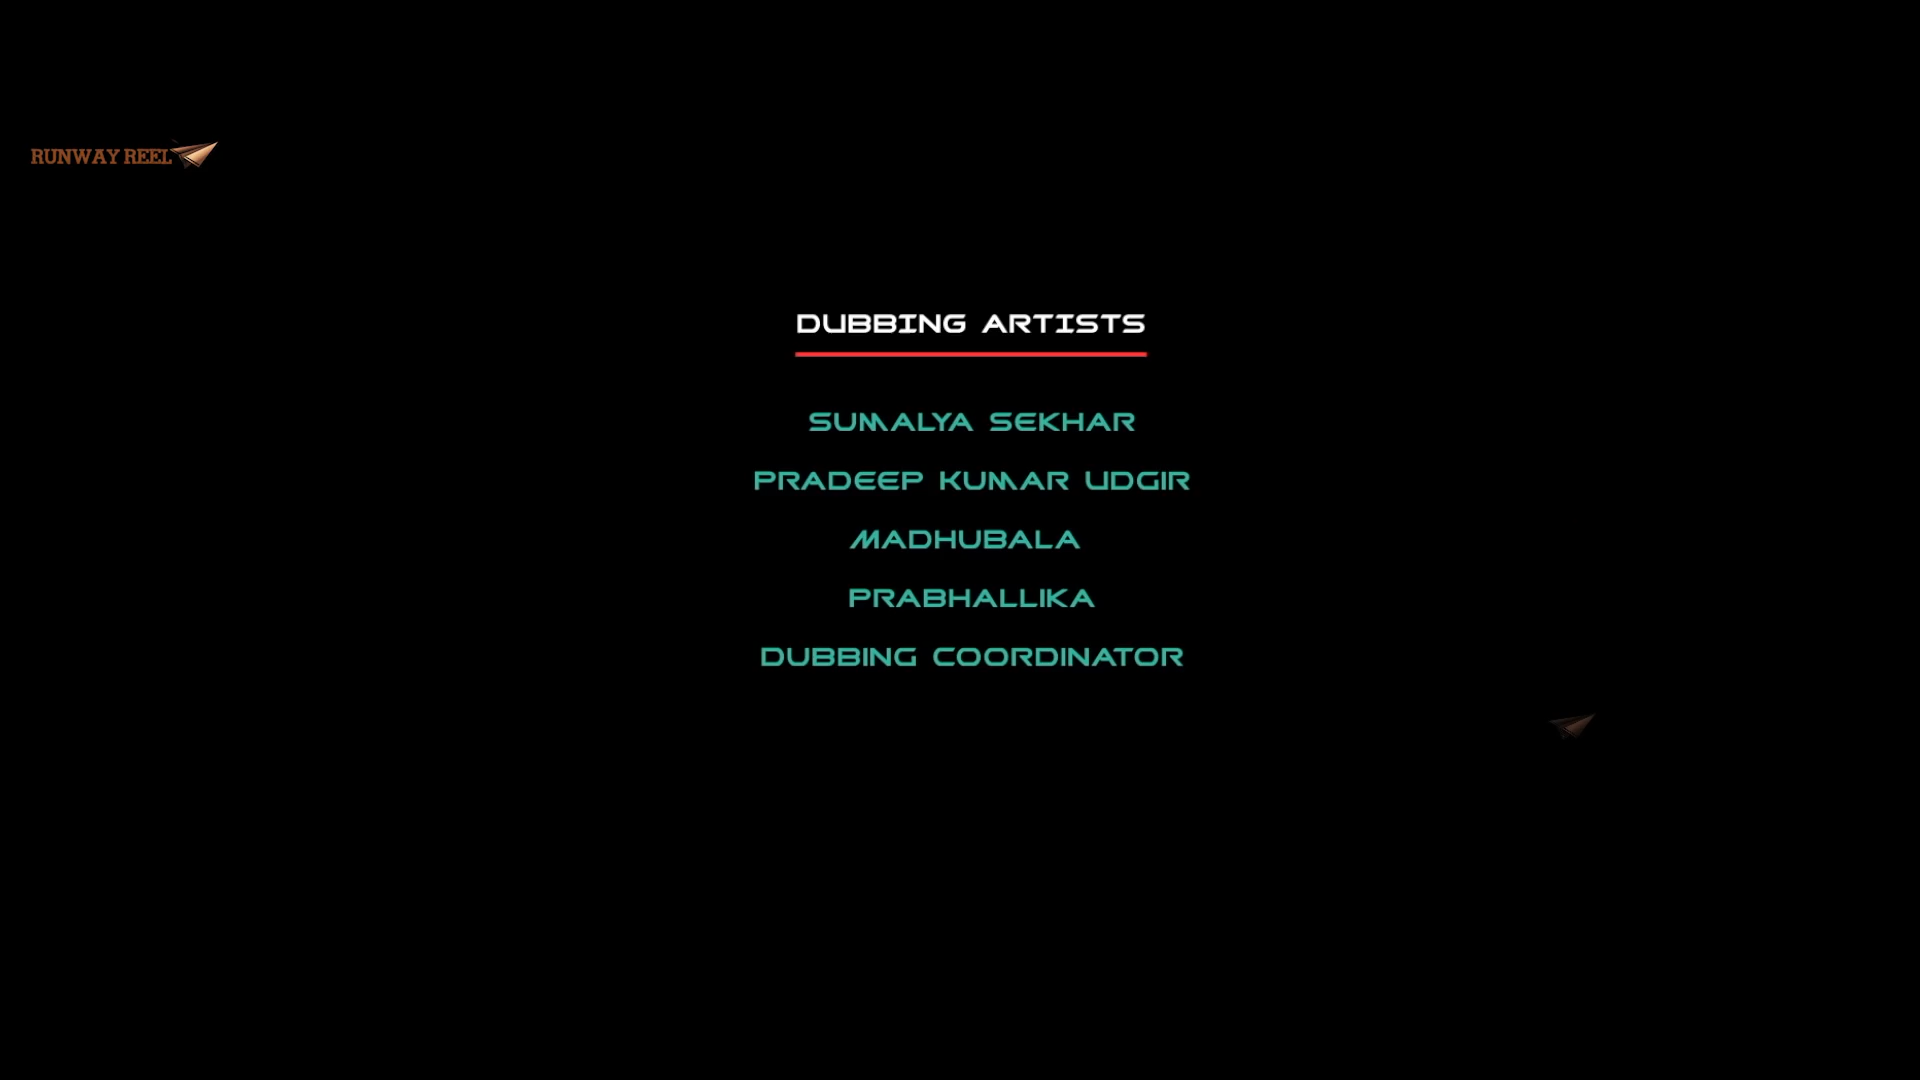 RUNWAY REEL
DUBBING ARTISTS
SUMALYA SEKHAR
PRADEEP KUMAR UDGIR
MADHUBALA
PRABHALLIKA
DUBBING COORDINATOR